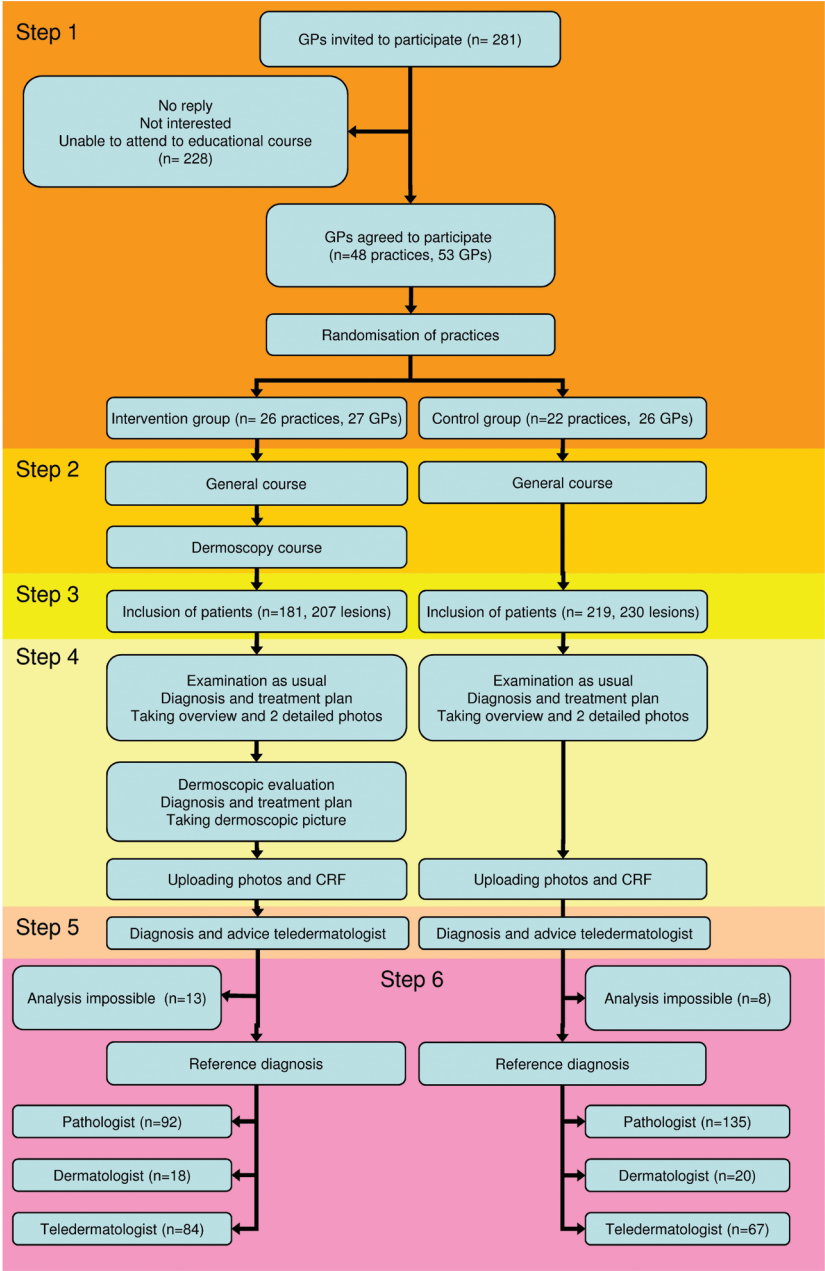 Step 1
GPs invited to participate (n= 281)
No reply
Not interested
Unable to attend to educational course
(n= 228)
GPs agreed to participate
(n=48 practices, 53 GPs)
Randomisation of practices
Intervention group (n= 26 practices, 27 GPs)
Control group (n=22 practices, 26 GPs)
Step 2
General course
General course
Dermoscopy course
Step 3
Inclusion of patients (n=181, 207 lesions)
Inclusion of patients (n= 219, 230 lesions)
Step 4
Examination as usual
Diagnosis and treatment plan
Taking overview and 2 detailed photos
Examination as usual
Diagnosis and treatment plan
Taking overview and 2 detailed photos
Dermoscopic evaluation
Diagnosis and treatment plan
Taking dermoscopic picture
Uploading photos and CRF
Uploading photos and CRF
Step 5
Diagnosis and advice teledermatologist
Diagnosis and advice teledermatologist
Step 6
Analysis impossible (n=13)
Analysis impossible (n=8)
Reference diagnosis
Reference diagnosis
Pathologist (n=92)
Pathologist (n=135)
Dermatologist (n=18)
Dermatologist (n=20)
Teledermatologist (n=84)
Teledermatologist (n=67)